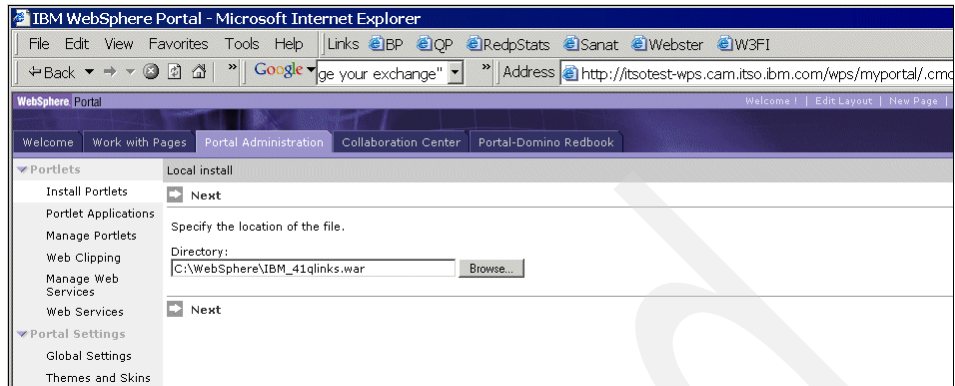 IBM WebSphere Portal - Microsoft Internet Explorer
File Edit View Favorites Tools Help Links BP QP RedpStats Sanat Webster W3FI
Back » Google ge your exchange" » Address http://itsotest-wps.cam.itso.ibm.com/wps/myportal/.cmd
WebSphere Portal Welcome ! | Edit Layout | New Page |
Welcome Work with Pages Portal Administration Collaboration Center Portal-Domino Redbook
Portlets
Install Portlets
Portlet Applications
Manage Portlets
Web Clipping
Manage Web
Services
Web Services
Portal Settings
Global Settings
Themes and Skins
Local install
Next
Specify the location of the file.
Directory:
C:\WebSphere\IBM_41qlinks.war Browse...
Next